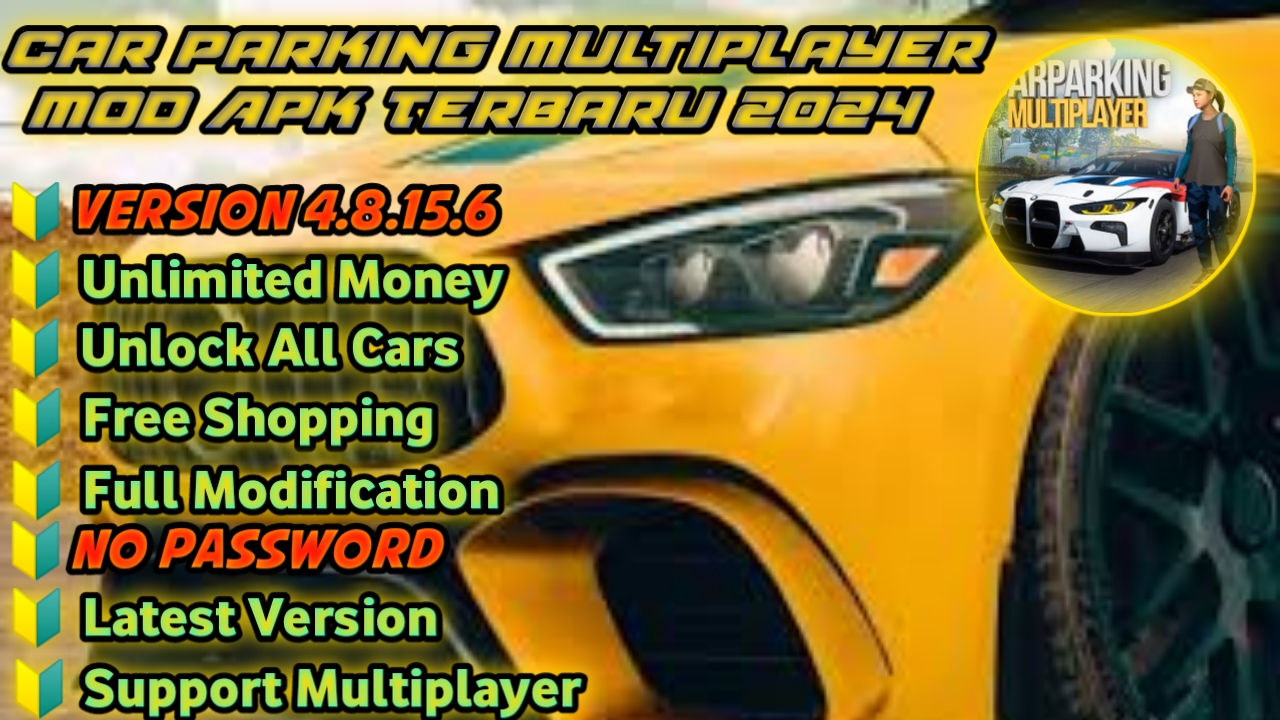 CAR PARKING MULTIPLAYER
MOD APK TERBARU 2024
ARPARKING
MULTIPLAYER
VERSION 4.8.15.6
Unlimited Money
Unlock All Cars
Free Shopping
Full Modification
NO PASSWORD
Latest Version
Support Multiplayer